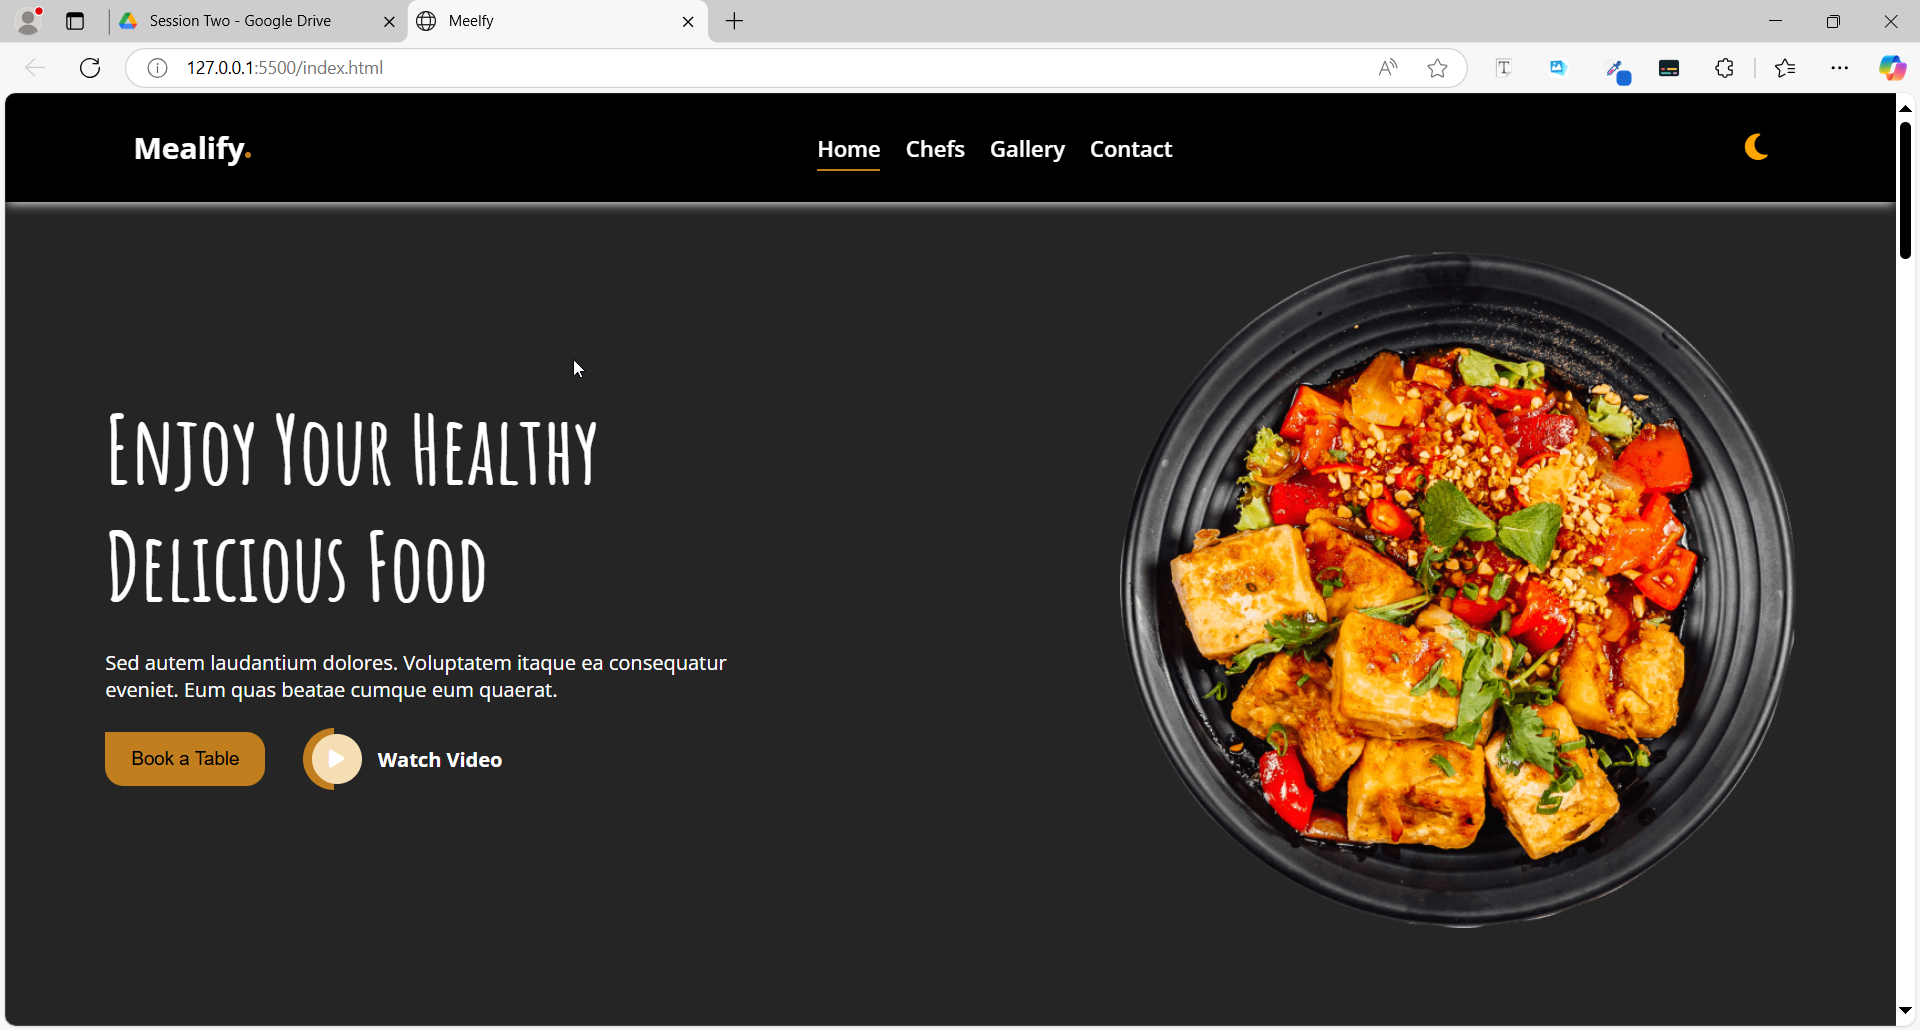 Session Two - Google Drive
Meelfy
127.0.0.1:5500/index.html
Mealify.
Home
Chefs
Gallery
Contact
Enjoy Your Healthy
Delicious Food
Sed autem laudantium dolores. Voluptatem itaque ea consequatur
eveniet. Eum quas beatae cumque eum quaerat.
Book a Table
Watch Video